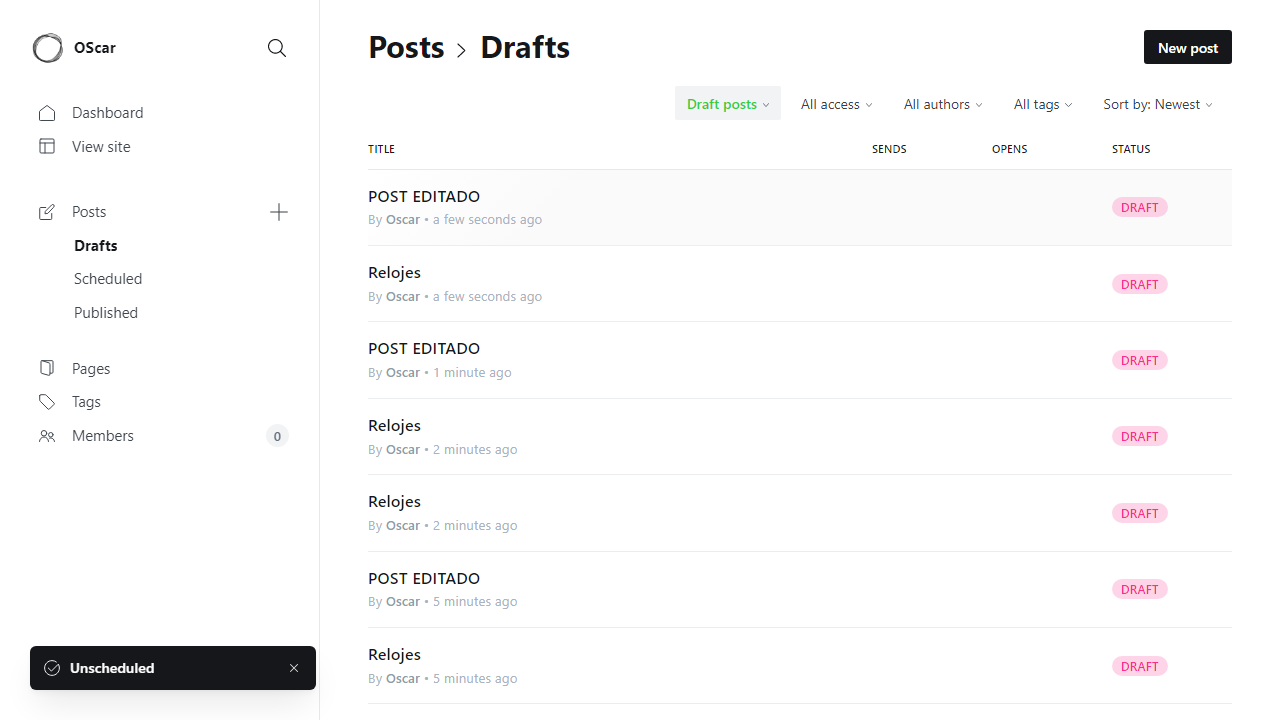 OScar
Dashboard
View site
Posts
Drafts
Scheduled
Published
Pages
Tags
Members 0
Unscheduled
Posts Drafts
New post
Draft posts All access All authors All tags Sort by: Newest
TITLE SENDS OPENS STATUS
POST EDITADO
By Oscar • a few seconds ago
DRAFT
Relojes
By Oscar • a few seconds ago
DRAFT
POST EDITADO
By Oscar • 1 minute ago
DRAFT
Relojes
By Oscar • 2 minutes ago
DRAFT
Relojes
By Oscar • 2 minutes ago
DRAFT
POST EDITADO
By Oscar • 5 minutes ago
DRAFT
Relojes
By Oscar • 5 minutes ago
DRAFT